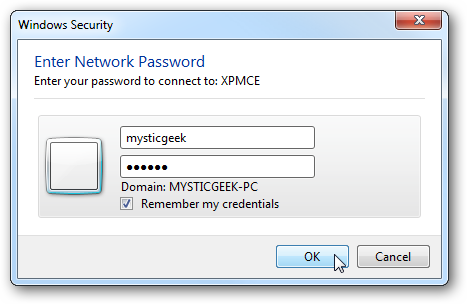 Windows Security
Enter Network Password
Enter your password to connect to: XPMCE
mysticgeek
●●●●●●
Domain: MYSTICGEEK-PC
Remember my credentials
OK
Cancel